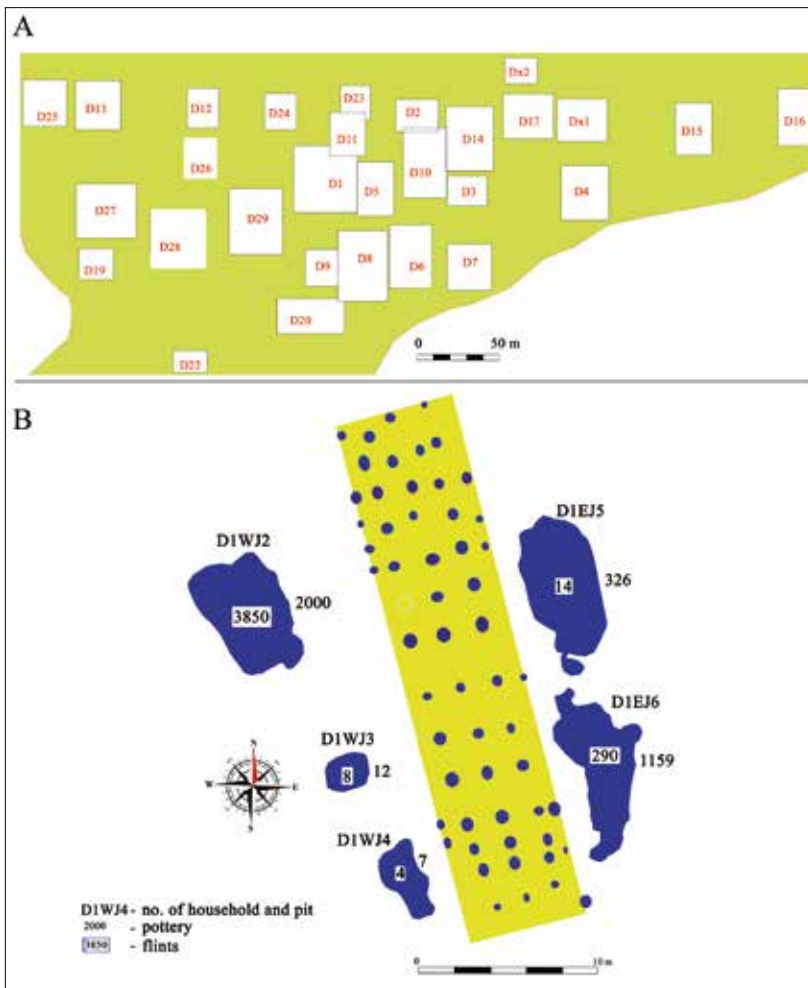 A
Dx2
D25
D13
D12
D24
D23
D2
D11
D14
D17
Dx1
D15
D16
D26
D1
D5
D10
D3
D4
D27
D28
D29
D19
D9
D8
D6
D7
D20
D22
0 50 m
B
D1WJ2
3850
2000
D1EJ5
14
326
D1EJ6
290
1159
D1WJ3
8
12
N
W E
S
D1WJ4
4
7
D1WJ4 - no. of household and pit
2000 - pottery
3850 - flints
0 10 m